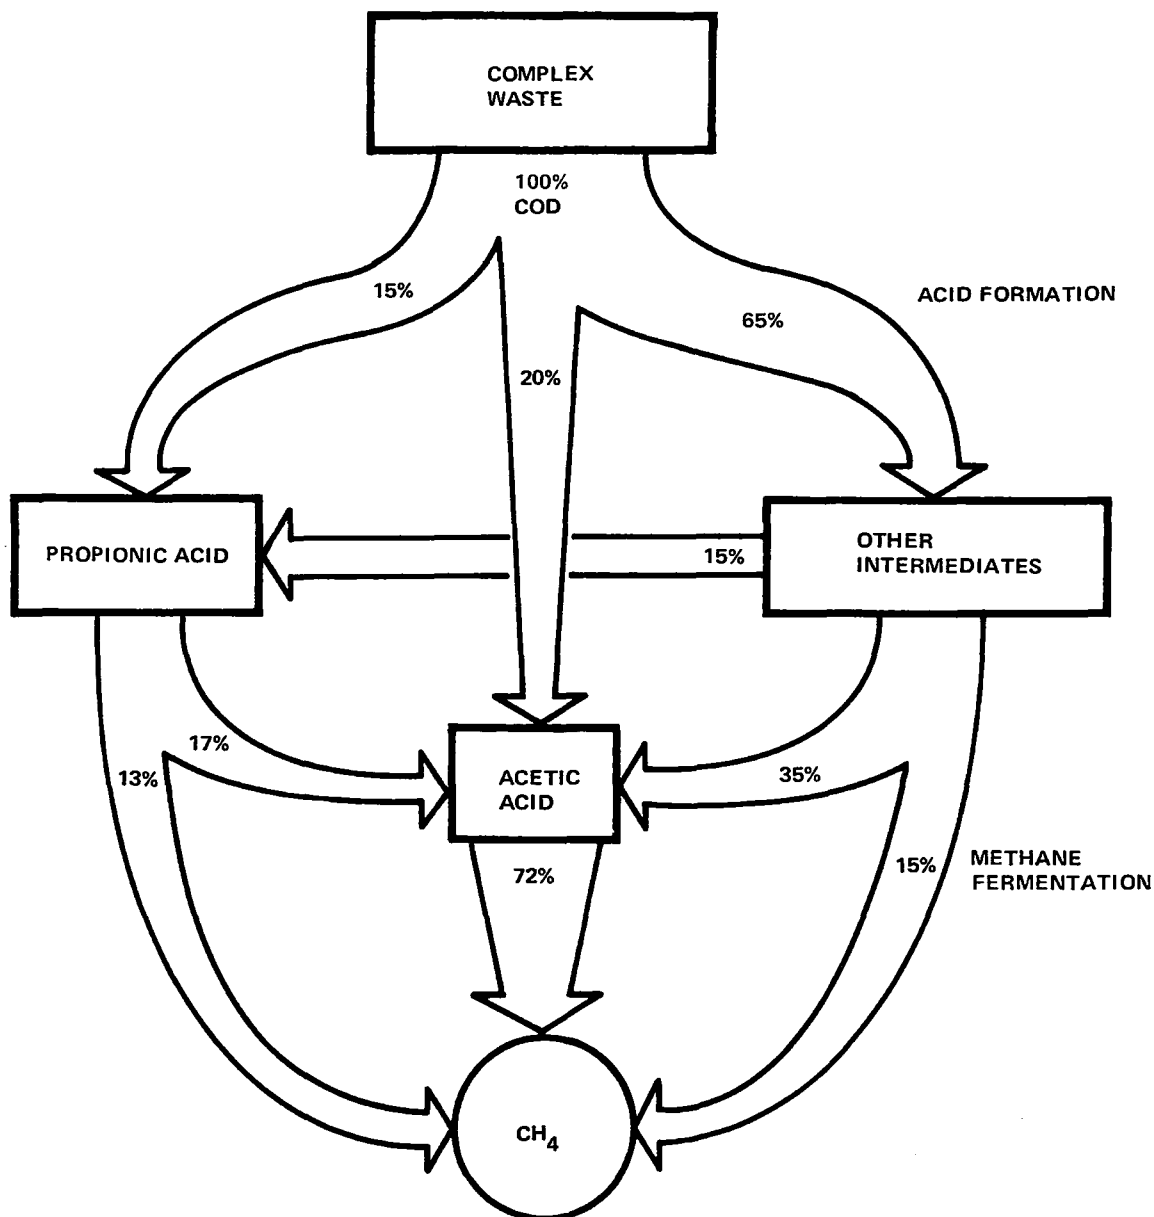 COMPLEX
WASTE
100%
COD
15%
65%
ACID FORMATION
20%
PROPIONIC ACID
15%
OTHER
INTERMEDIATES
17%
13%
ACETIC
ACID
35%
72%
15%
METHANE
FERMENTATION
CH₄